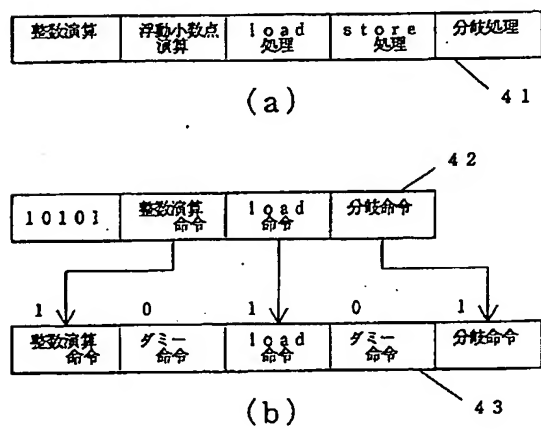 整数演算 浮動小数点演算 load処理 store処理 分岐処理
41
(a)
42
10101 整数演算命令 load命令 分岐命令
1 0 1 0 1
整数演算命令 ダミー命令 load命令 ダミー命令 分岐命令
43
(b)